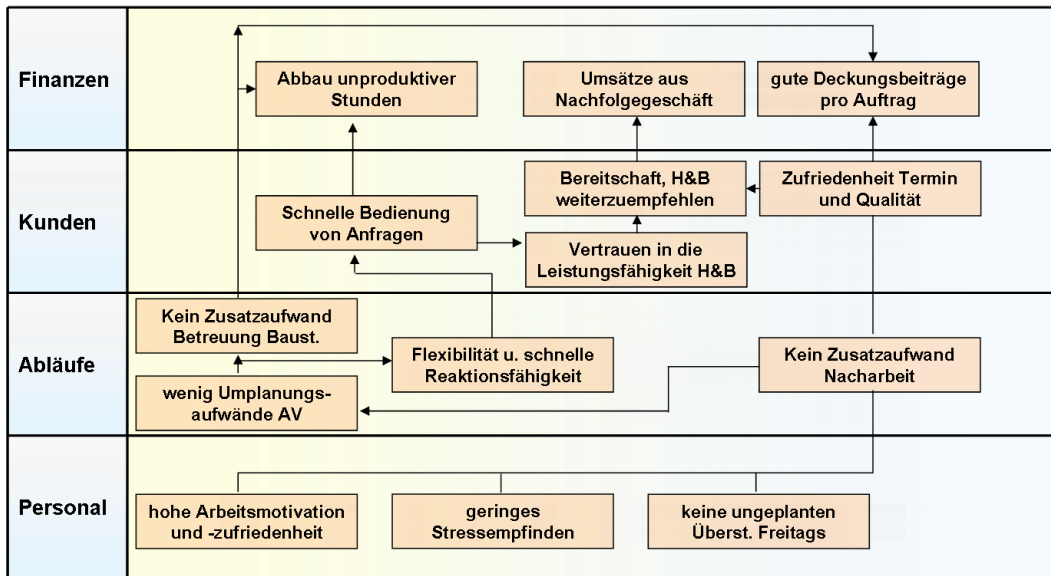 Finanzen
Abbau unproduktiver
Stunden
Umsätze aus
Nachfolgegeschäft
gute Deckungsbeiträge
pro Auftrag
Kunden
Schnelle Bedienung
von Anfragen
Bereitschaft, H&B
weiterzuempfehlen
Zufriedenheit Termin
und Qualität
Vertrauen in die
Leistungsfähigkeit H&B
Abläufe
Kein Zusatzaufwand
Betreuung Baust.
Flexibilität u. schnelle
Reaktionsfähigkeit
Kein Zusatzaufwand
Nacharbeit
wenig Umplanungs-
aufwände AV
Personal
hohe Arbeitsmotivation
und -zufriedenheit
geringes
Stressempfinden
keine ungeplanten
Überst. Freitags